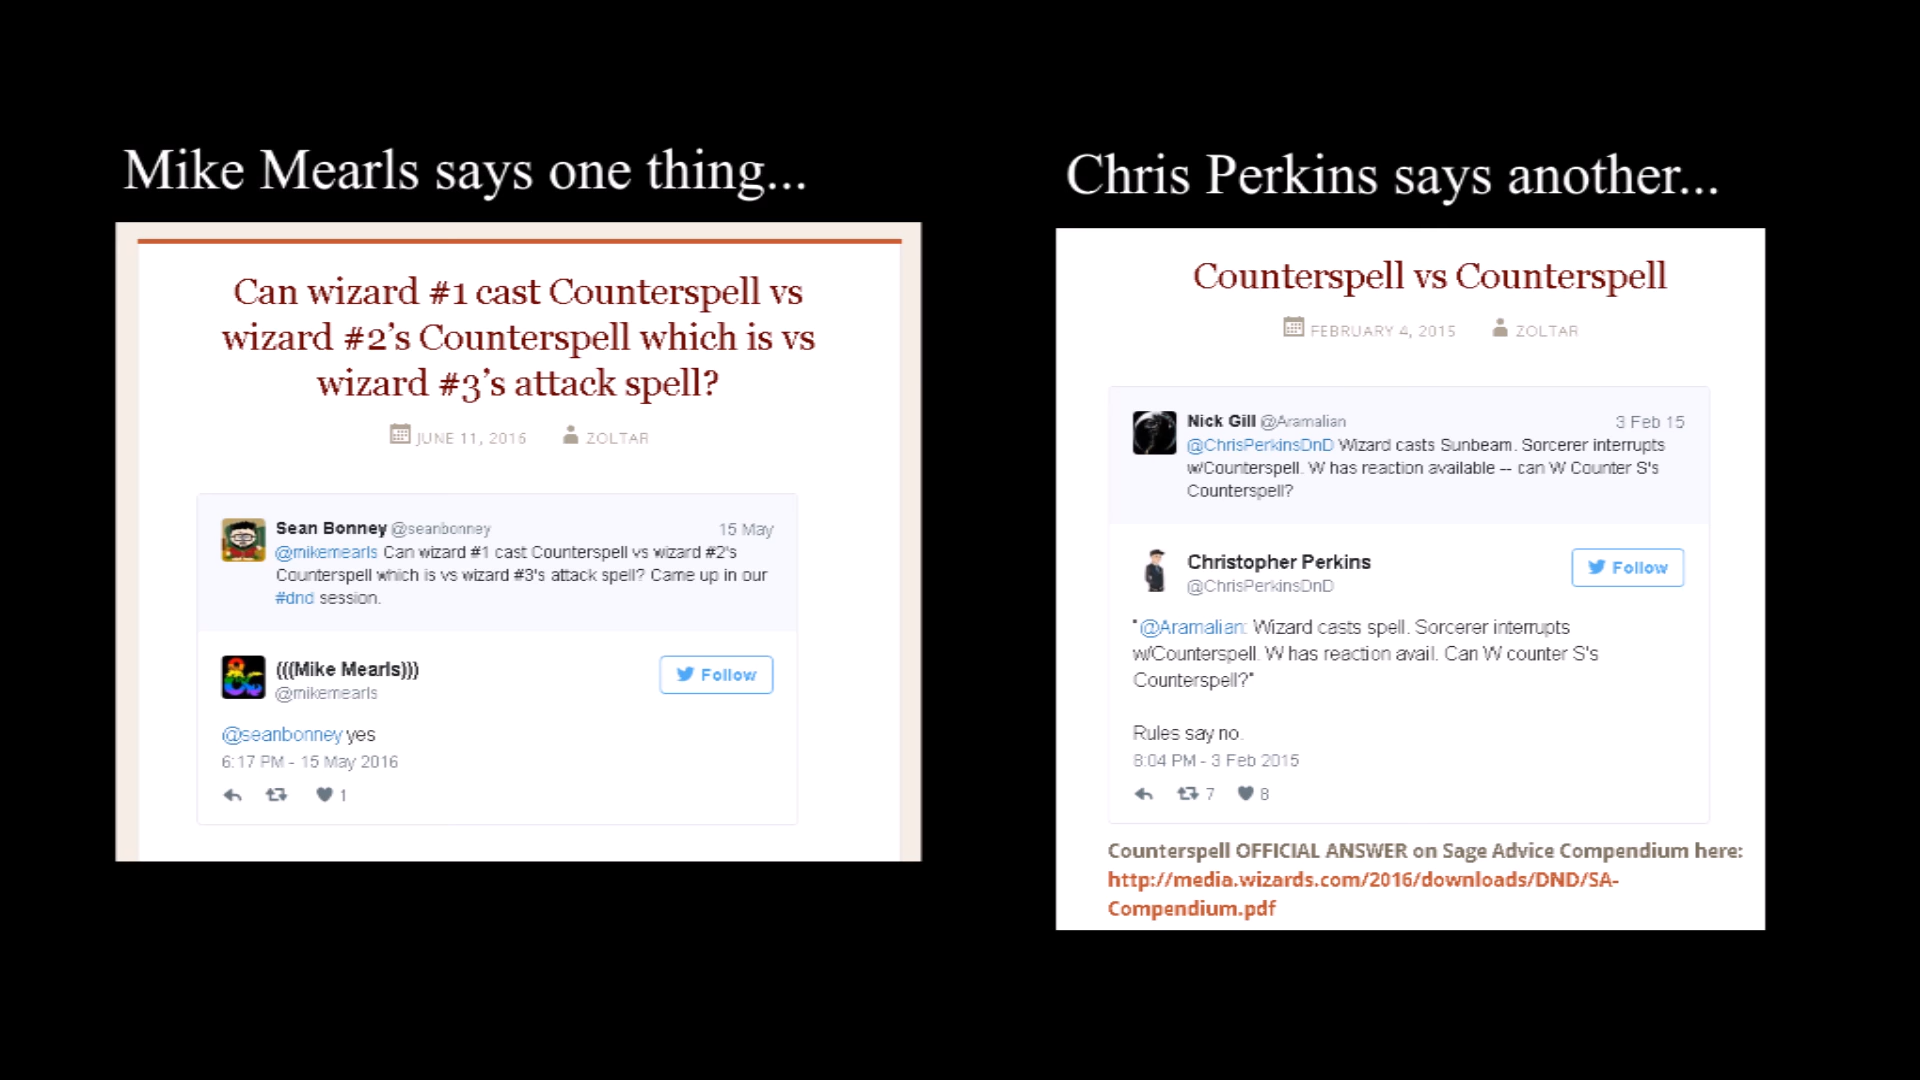 Mike Mearls says one thing...
Can wizard #1 cast Counterspell vs
wizard #2's Counterspell which is vs
wizard #3's attack spell?
JUNE 11, 2016 ZOLTAR
Sean Bonney @seanbonney 15 May
@mikemearls Can wizard #1 cast Counterspell vs wizard #2's
Counterspell which is vs wizard #3's attack spell? Came up in our
#dnd session.
(((Mike Mearls))) Follow
@mikemearls
@seanbonney yes
6:17 PM - 15 May 2016
1
Chris Perkins says another...
Counterspell vs Counterspell
FEBRUARY 4, 2015 ZOLTAR
Nick Gill @Aramalian 3 Feb 15
@ChrisPerkinsDnD Wizard casts Sunbeam. Sorcerer interrupts
w/Counterspell. W has reaction available -- can W Counter S's
Counterspell?
Christopher Perkins Follow
@ChrisPerkinsDnD
"@Aramalian: Wizard casts spell. Sorcerer interrupts
w/Counterspell. W has reaction avail. Can W counter S's
Counterspell?"
Rules say no.
8:04 PM - 3 Feb 2015
7 8
Counterspell OFFICIAL ANSWER on Sage Advice Compendium here:
http://media.wizards.com/2016/downloads/DND/SA-
Compendium.pdf